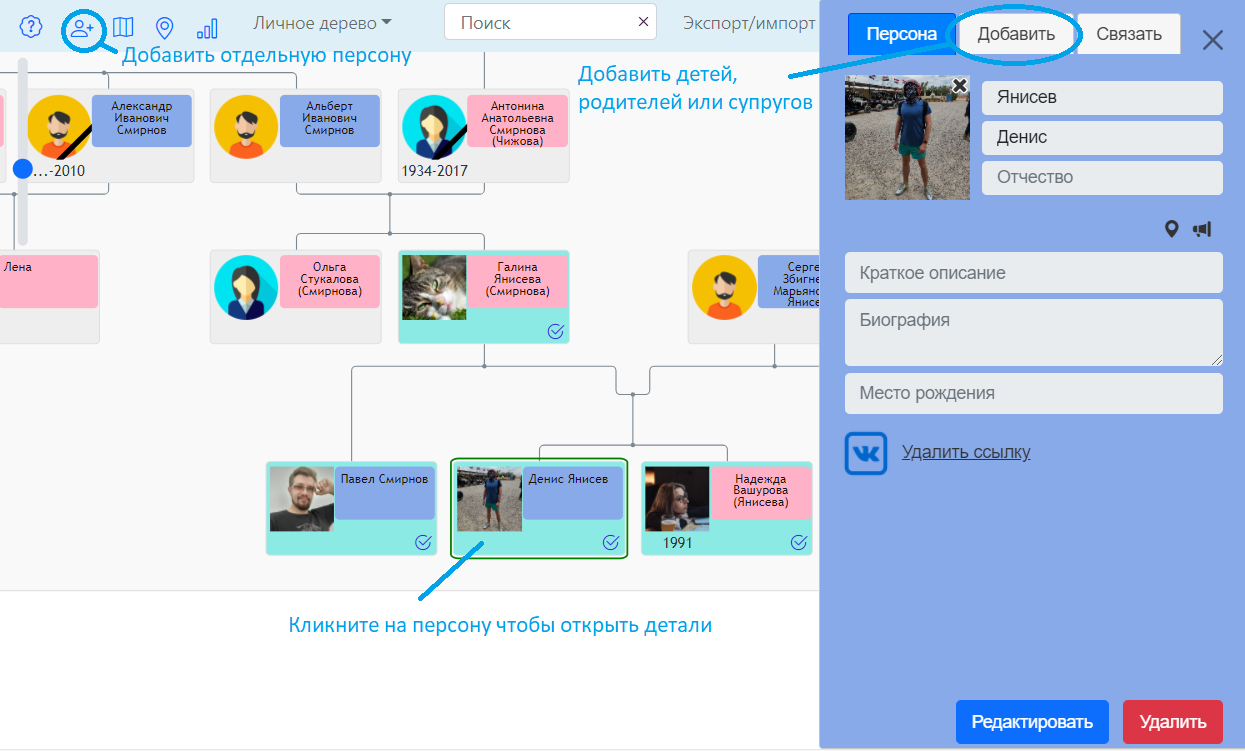 Личное дерево
Поиск
Экспорт/импорт
Добавить отдельную персону
Добавить детей,
родителей или супругов
Александр
Иванович
Смирнов
...-2010
Альберт
Иванович
Смирнов
Антонина
Анатольевна
Смирнова
(Чижова)
1934-2017
Лена
Ольга
Стукалова
(Смирнова)
Галина
Янисева
(Смирнова)
Серге
Збигне
Марьяно
Янисе
Павел Смирнов
Денис Янисев
Надежда
Вашурова
(Янисева)
1991
Кликните на персону чтобы открыть детали
Персона
Добавить
Связать
Янисев
Денис
Отчество
Краткое описание
Биография
Место рождения
Удалить ссылку
Редактировать
Удалить